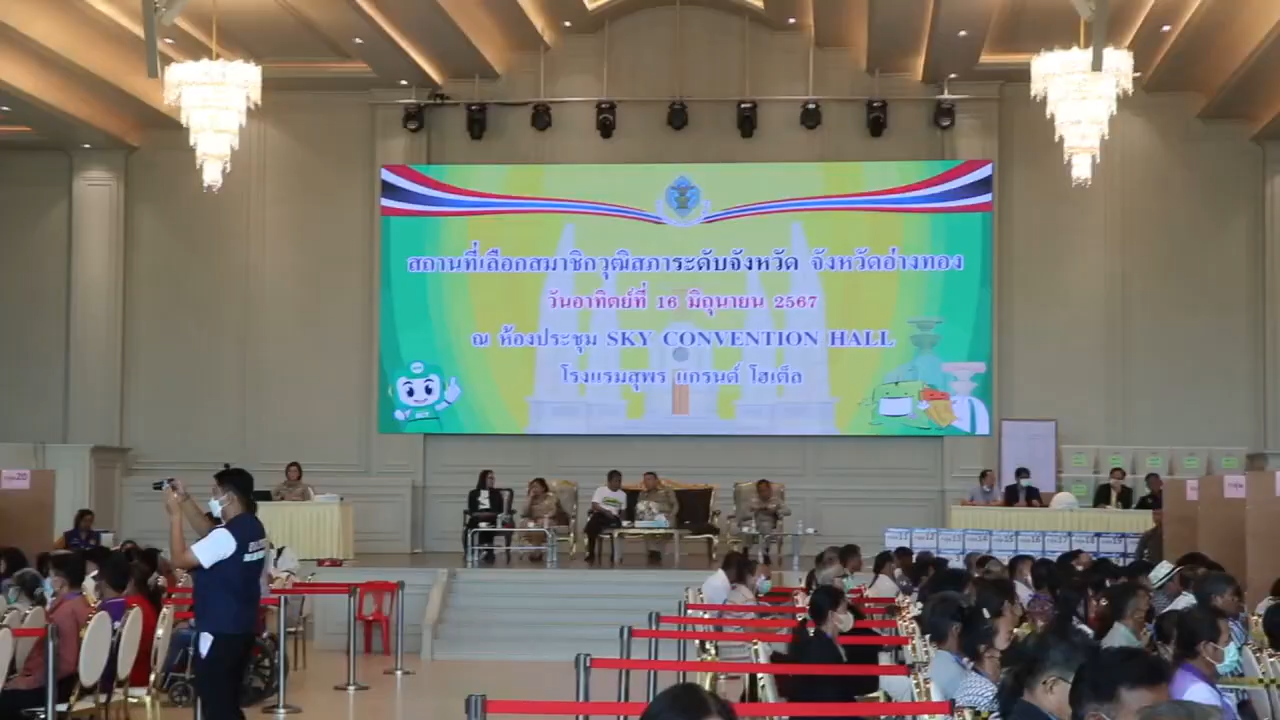 สถานที่เลือกสมาชิกวุฒิสภาระดับจังหวัด จังหวัดอ่างทอง
วันอาทิตย์ที่ 16 มิถุนายน 2567
ณ ห้องประชุม SKY CONVENTION HALL
โรงแรมสุพร แกรนด์ โฮเต็ล